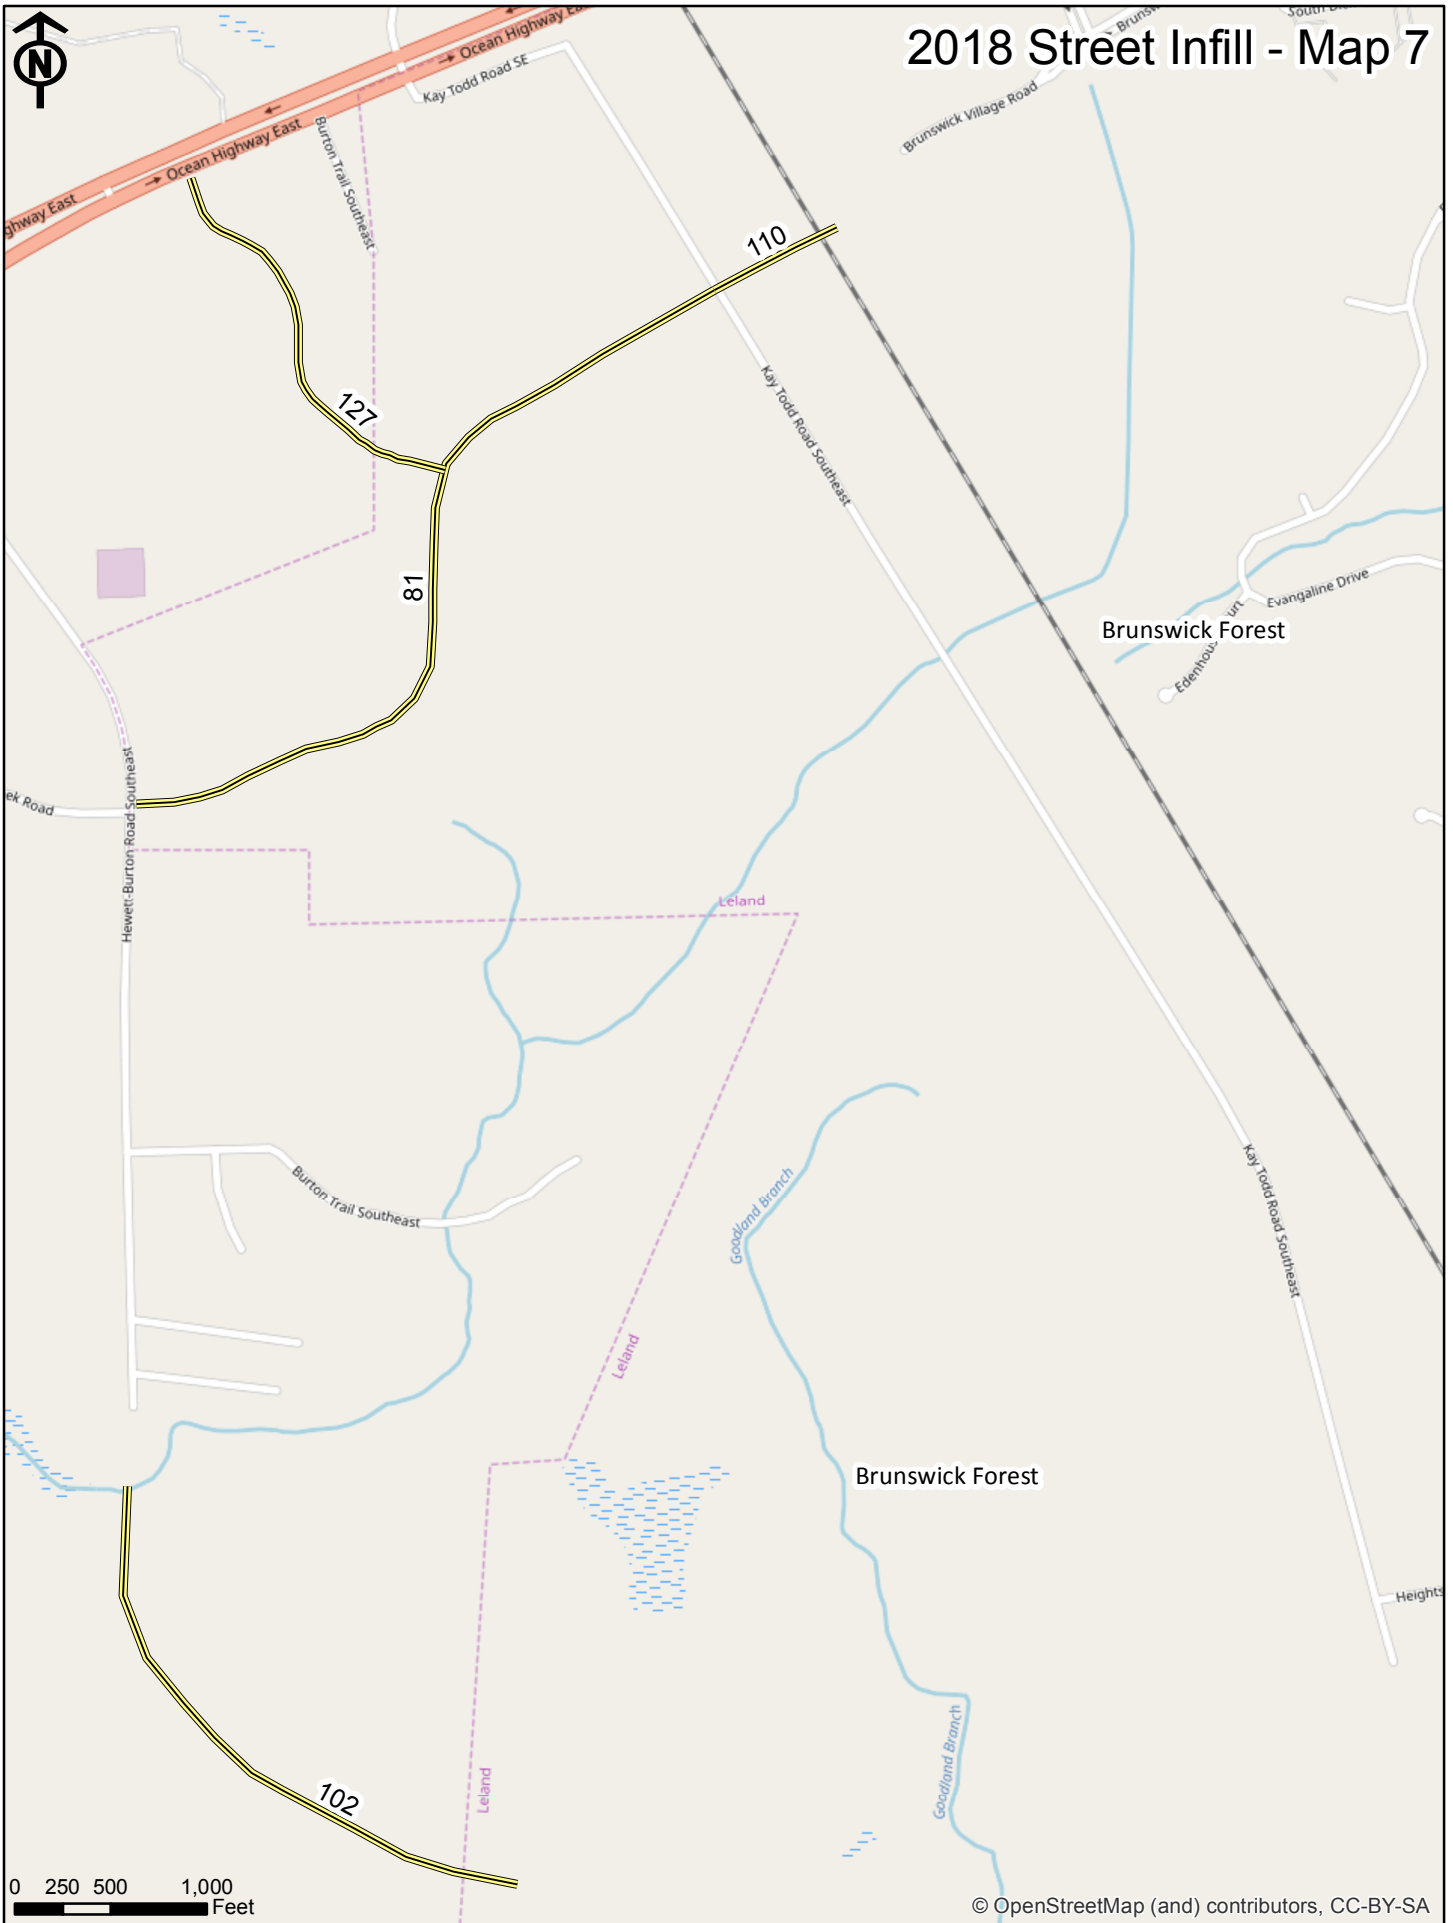 N
2018 Street Infill - Map 7
Ocean Highway East
Kay Todd Road SE
Ocean Highway East
Burton Trail Southeast
Brunswick Village Road
110
127
Kay Todd Road Southeast
81
Evangaline Drive
Brunswick Forest
Hewett-Burton Road Southeast
Road
Leland
Burton Trail Southeast
Goodland Branch
Kay Todd Road Southeast
Leland
Brunswick Forest
Heights
Goodland Branch
Leland
102
0 250 500 1,000
Feet
© OpenStreetMap (and) contributors, CC-BY-SA